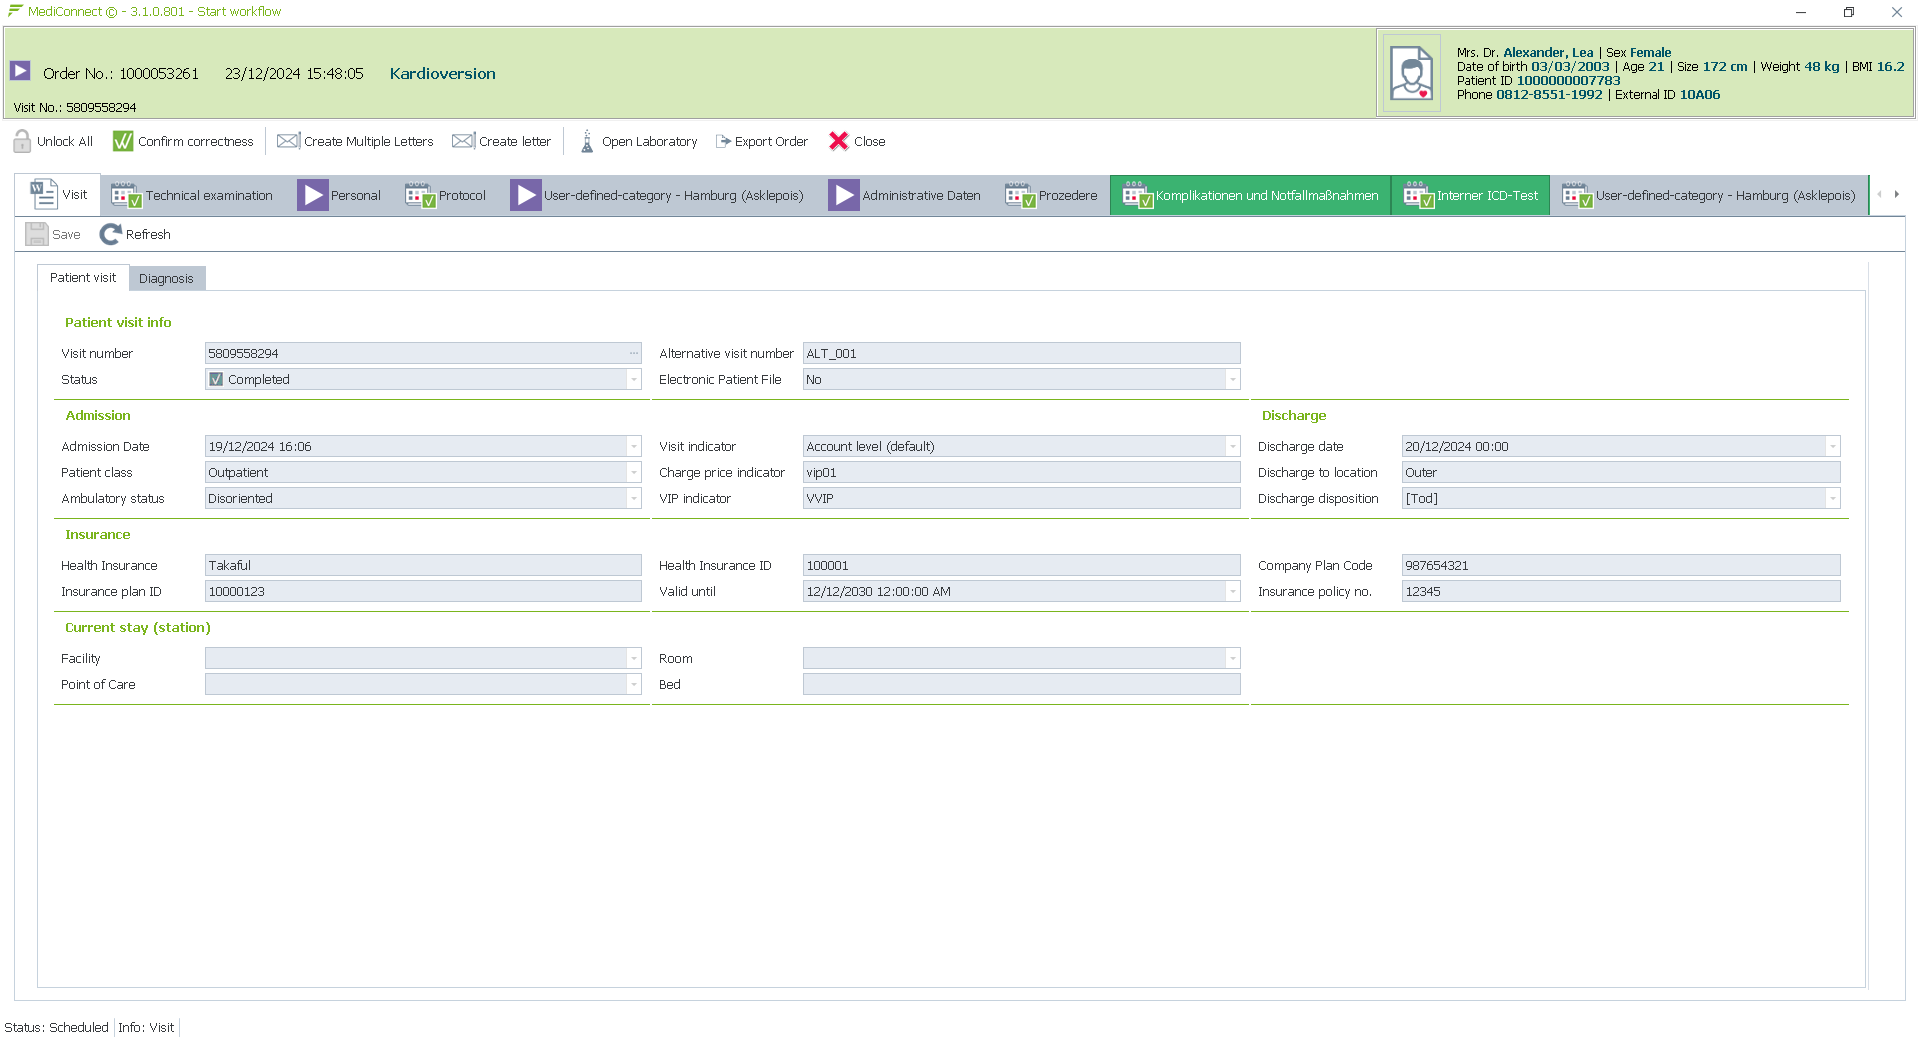 MediConnect © - 3.1.0.801 - Start workflow
Order No.: 1000053261 23/12/2024 15:48:05 Kardioversion
Visit No.: 5809558294
Mrs. Dr. Alexander, Lea | Sex Female
Date of birth 03/03/2003 | Age 21 | Size 172 cm | Weight 48 kg | BMI 16.2
Patient ID 1000000007783
Phone 0812-8551-1992 | External ID 10A06
Unlock All Confirm correctness Create Multiple Letters Create letter Open Laboratory Export Order Close
Visit Technical examination Personal Protocol User-defined-category - Hamburg (Asklepois) Administrative Daten Prozedere Komplikationen und Notfallmaßnahmen Interner ICD-Test User-defined-category - Hamburg (Asklepois)
Save Refresh
Patient visit Diagnosis
Patient visit info
Visit number 5809558294 ... Alternative visit number ALT_001
Status Completed Electronic Patient File No
Admission Discharge
Admission Date 19/12/2024 16:06 Visit indicator Account level (default) Discharge date 20/12/2024 00:00
Patient class Outpatient Charge price indicator vip01 Discharge to location Outer
Ambulatory status Disoriented VIP indicator VVIP Discharge disposition [Tod]
Insurance
Health Insurance Takaful Health Insurance ID 100001 Company Plan Code 987654321
Insurance plan ID 10000123 Valid until 12/12/2030 12:00:00 AM Insurance policy no. 12345
Current stay (station)
Facility Room
Point of Care Bed
Status: Scheduled Info: Visit